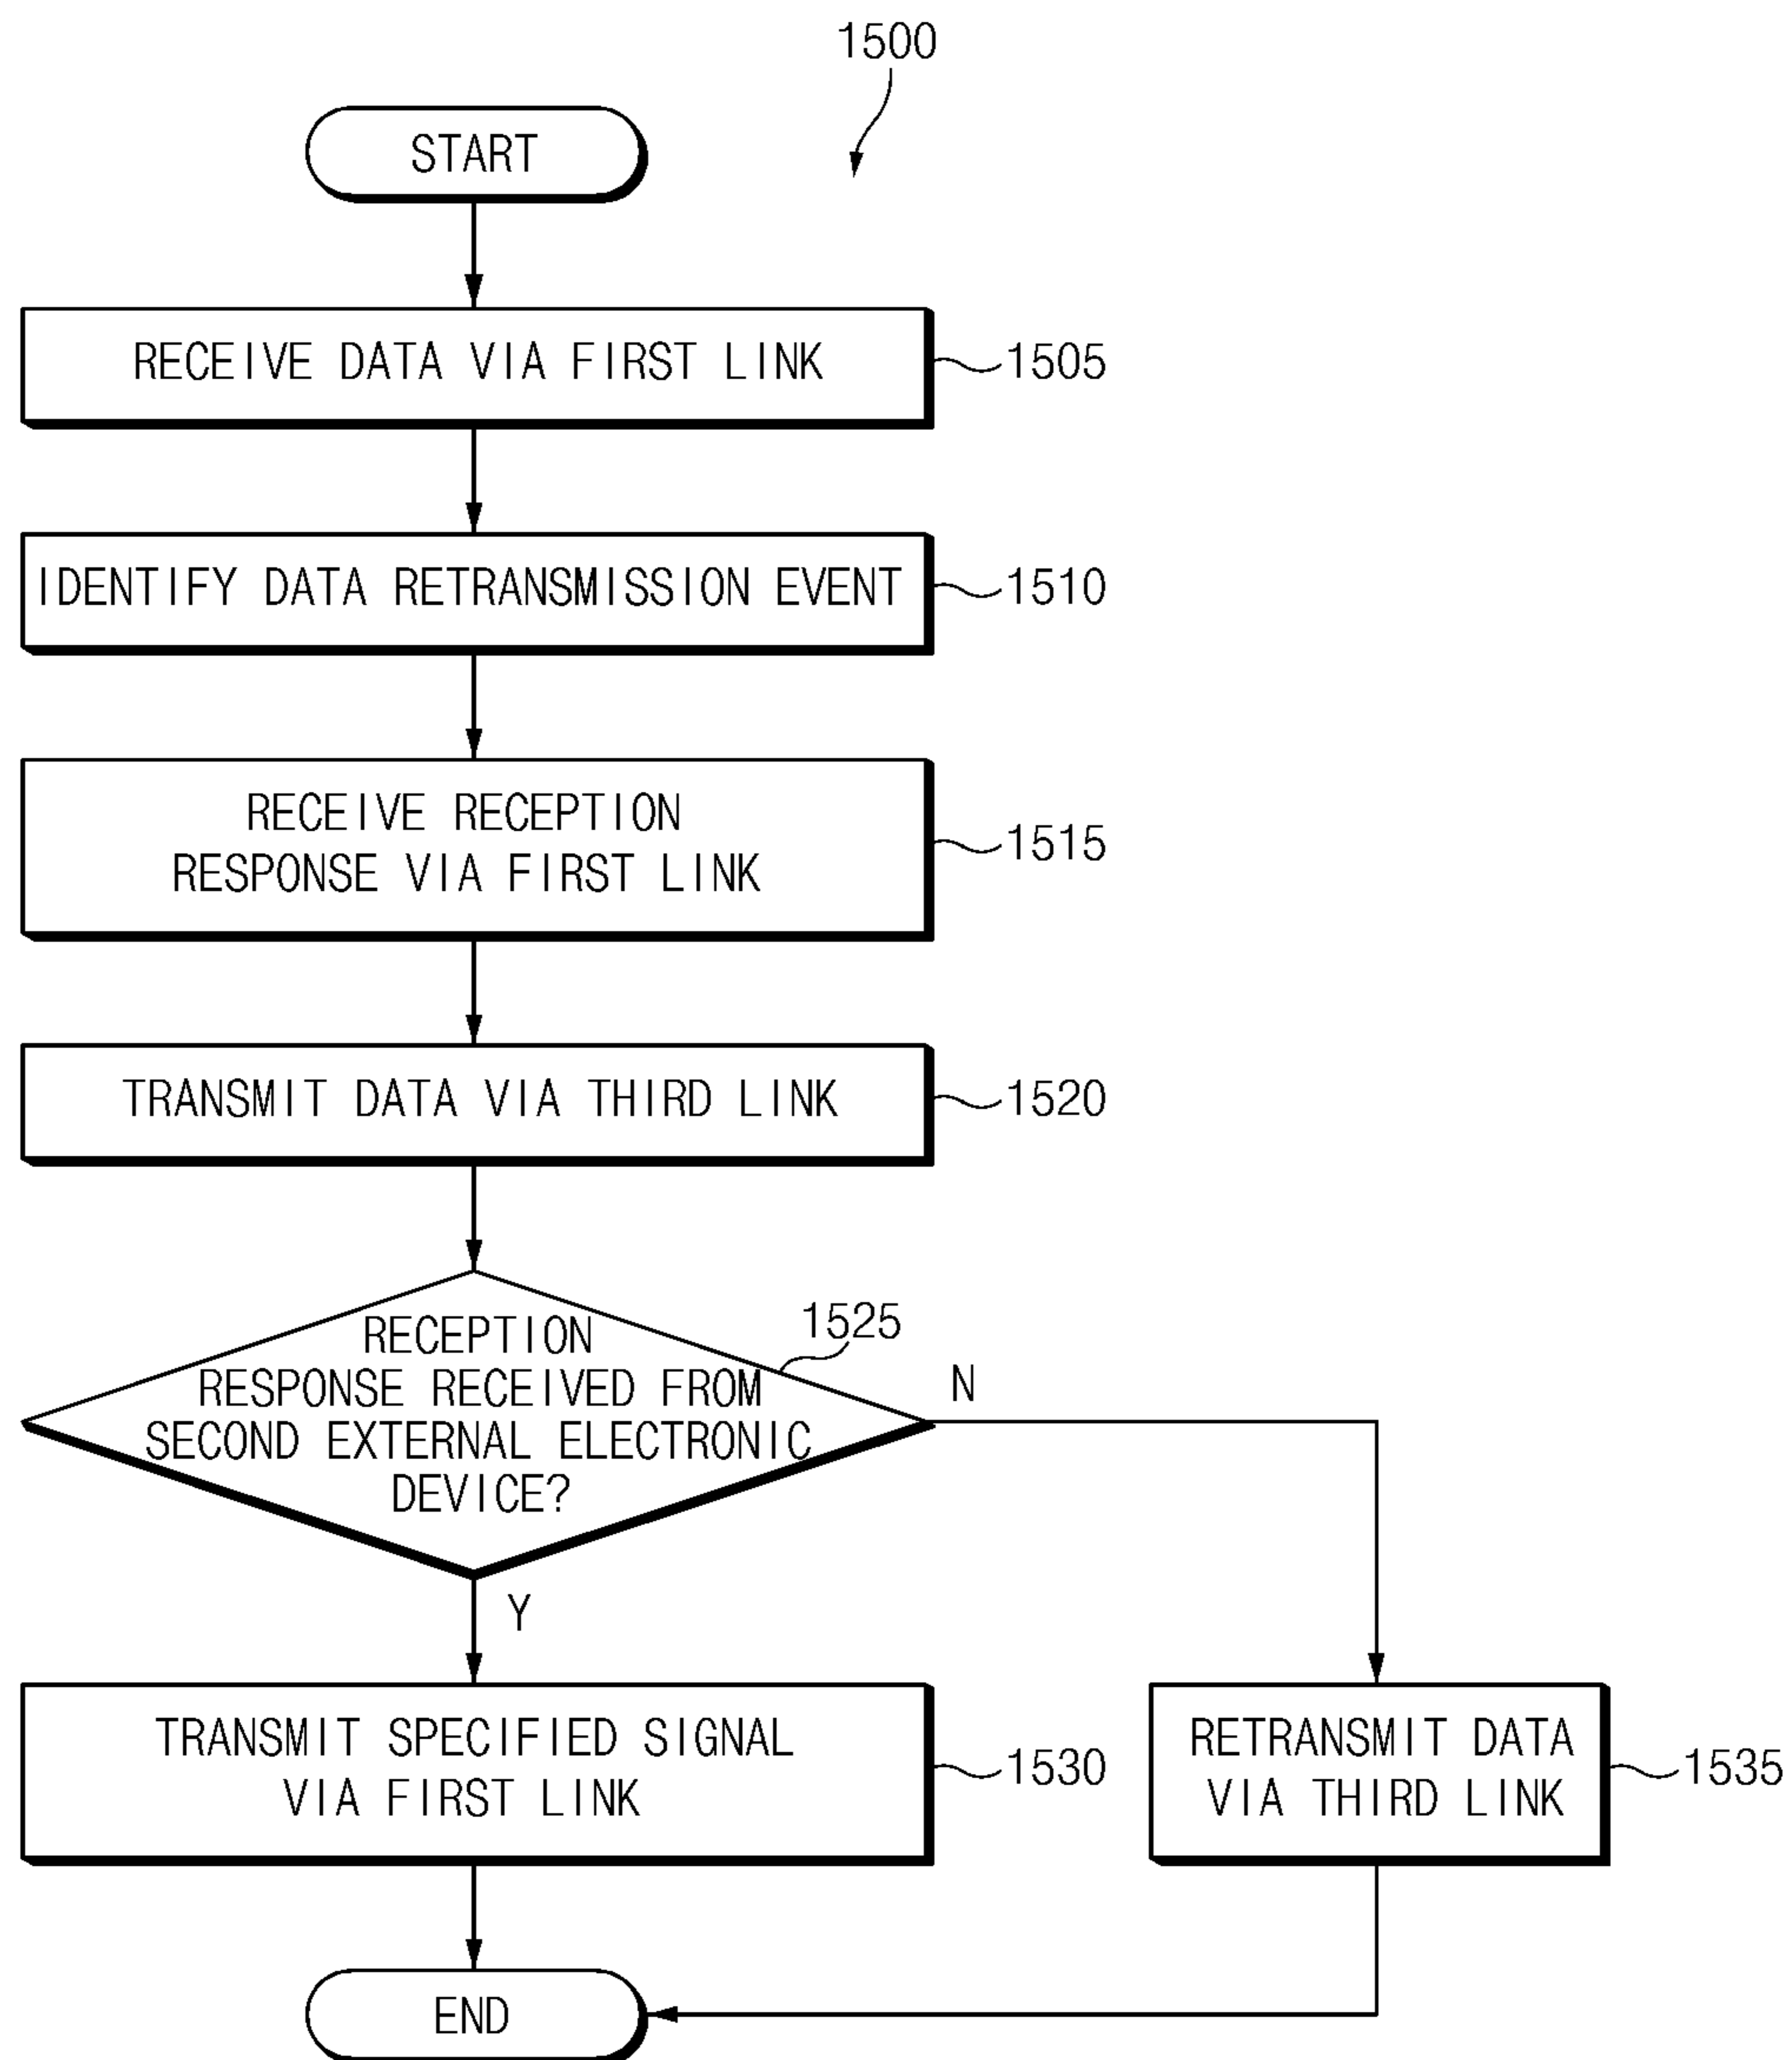 1500
START
RECEIVE DATA VIA FIRST LINK
1505
IDENTIFY DATA RETRANSMISSION EVENT
1510
RECEIVE RECEPTION
RESPONSE VIA FIRST LINK
1515
TRANSMIT DATA VIA THIRD LINK
1520
RECEPTION
RESPONSE RECEIVED FROM
SECOND EXTERNAL ELECTRONIC
DEVICE?
1525
N
Y
TRANSMIT SPECIFIED SIGNAL
VIA FIRST LINK
1530
RETRANSMIT DATA
VIA THIRD LINK
1535
END